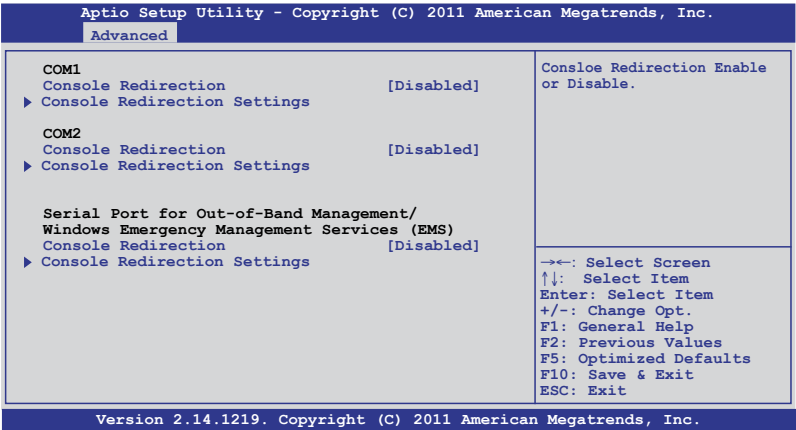 Aptio Setup Utility - Copyright (C) 2011 American Megatrends, Inc.
Advanced
COM1
Console Redirection [Disabled]
▶ Console Redirection Settings
COM2
Console Redirection [Disabled]
▶ Console Redirection Settings
Serial Port for Out-of-Band Management/
Windows Emergency Management Services (EMS)
Console Redirection [Disabled]
▶ Console Redirection Settings
Consloe Redirection Enable
or Disable.
→←: Select Screen
↑↓: Select Item
Enter: Select Item
+/-: Change Opt.
F1: General Help
F2: Previous Values
F5: Optimized Defaults
F10: Save & Exit
ESC: Exit
Version 2.14.1219. Copyright (C) 2011 American Megatrends, Inc.